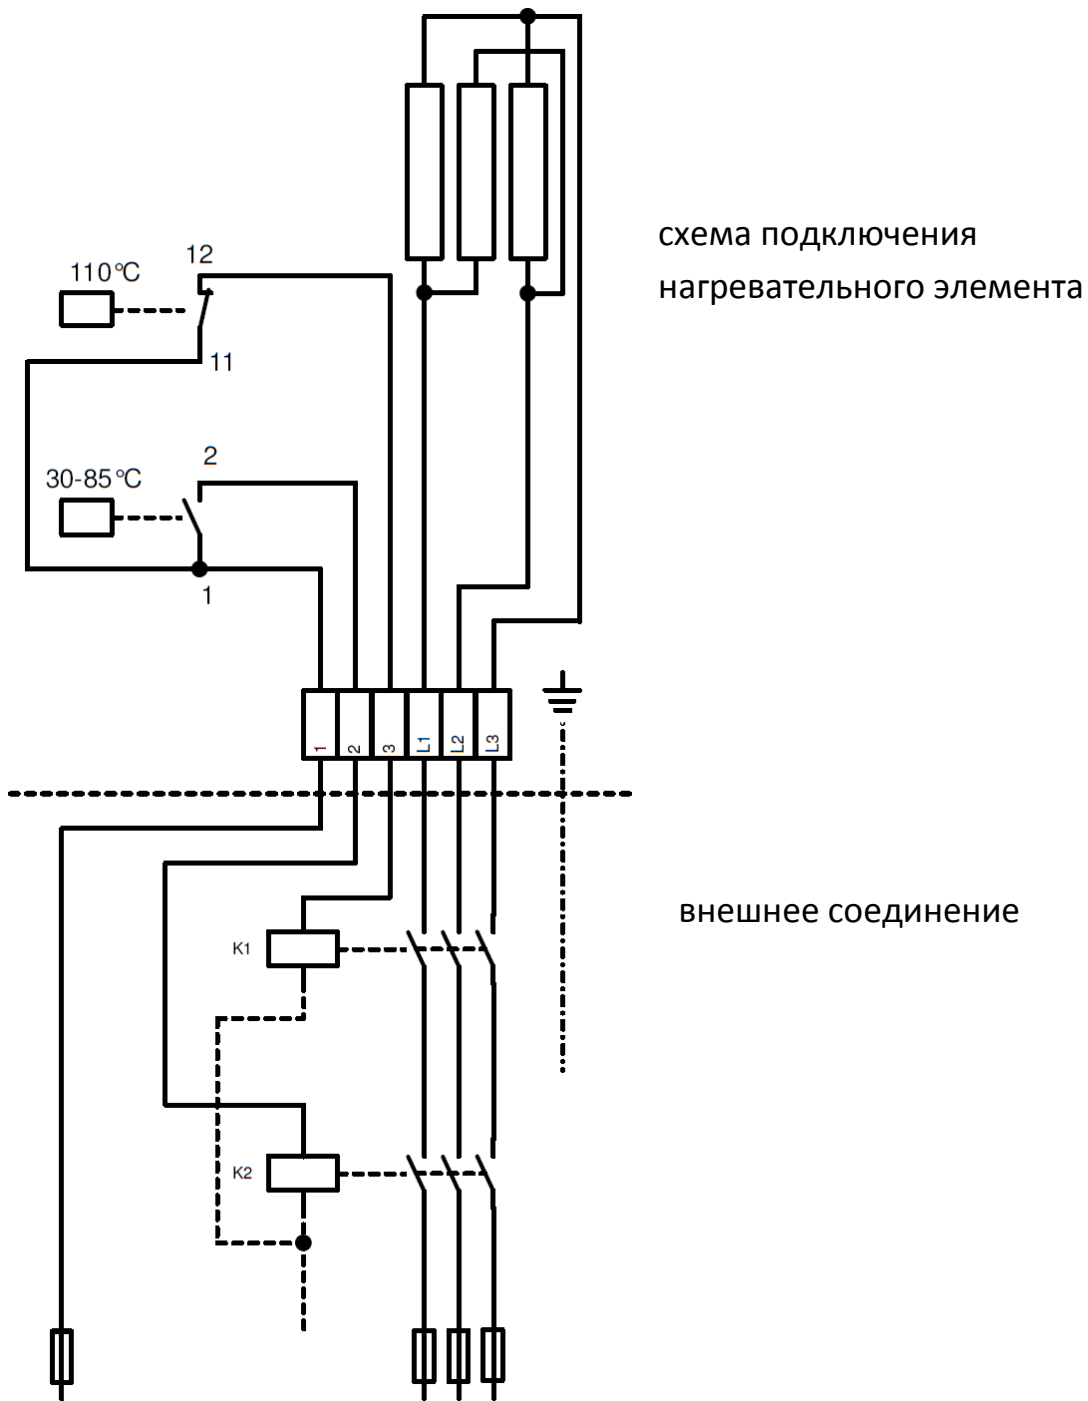 схема подключения
нагревательного элемента
12
110°C
11
2
30-85°C
1
1
2
3
L1
L2
L3
внешнее соединение
K1
K2